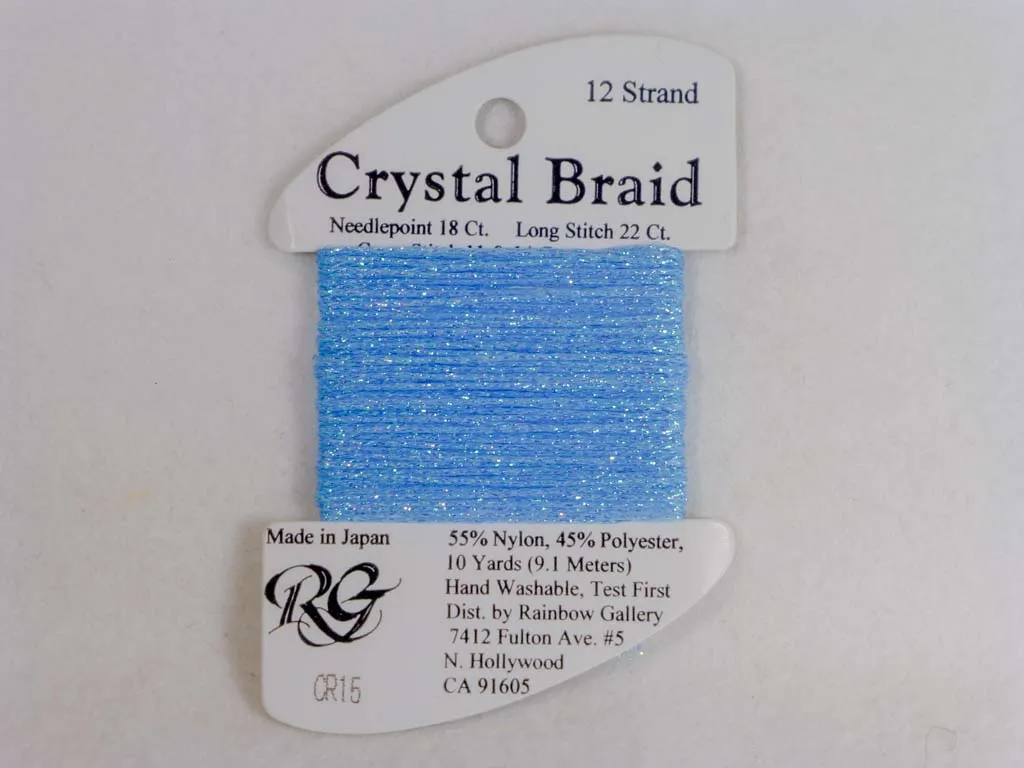 12 Strand
Crystal Braid
Needlepoint 18 Ct. Long Stitch 22 Ct.
Made in Japan
RG
CR15
55% Nylon, 45% Polyester,
10 Yards (9.1 Meters)
Hand Washable, Test First
Dist. by Rainbow Gallery
7412 Fulton Ave. #5
N. Hollywood
CA 91605